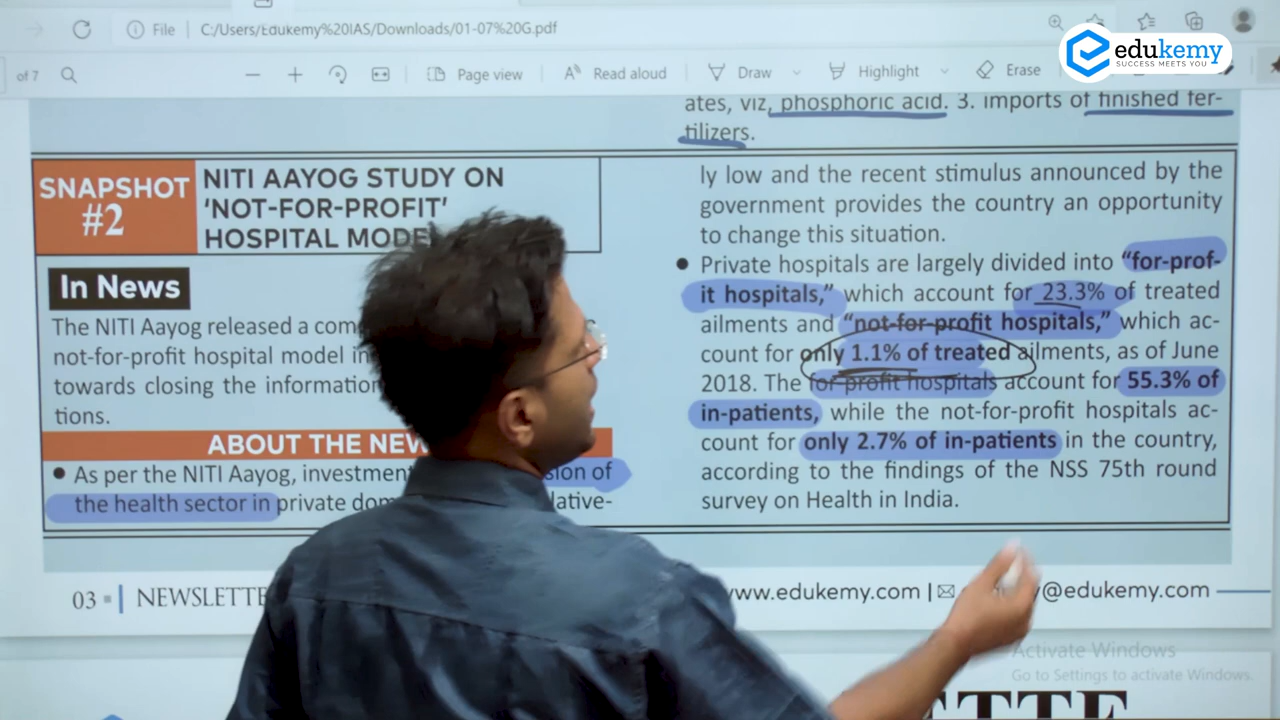 File | C:/Users/Edukemy%20IAS/Downloads/01-07%20G.pdf
edukemy
SUCCESS MEETS YOU
of 7
Page view
Read aloud
Draw
Highlight
Erase
ates, viz, phosphoric acid. 3. Imports of finished fer-
tilizers.
SNAPSHOT
#2
NITI AAYOG STUDY ON
‘NOT-FOR-PROFIT’
HOSPITAL MODEL
In News
The NITI Aayog released a
not-for-profit hospital model in
towards closing the
tions.
ABOUT THE NEWS
As per the NITI Aayog, of
the health sector in private
ly low and the recent stimulus announced by the
government provides the country an opportunity
to change this situation.
● Private hospitals are largely divided into “for-prof-
it hospitals,” which account for 23.3% of treated
ailments and “not-for-profit hospitals,” which ac-
count for only 1.1% of treated ailments, as of June
2018. The for-profit hospitals account for 55.3% of
in-patients, while the not-for-profit hospitals ac-
count for only 2.7% of in-patients in the country,
according to the findings of the NSS 75th round
survey on Health in India.
03 NEWSLETTE
www.edukemy.com | @edukemy.com
Activate Windows
Go to Settings to activate Windows.